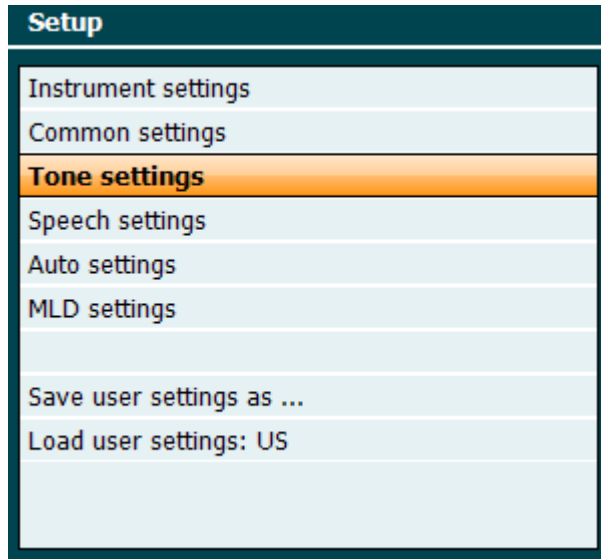 Setup
Instrument settings
Common settings
Tone settings
Speech settings
Auto settings
MLD settings
Save user settings as ...
Load user settings: US